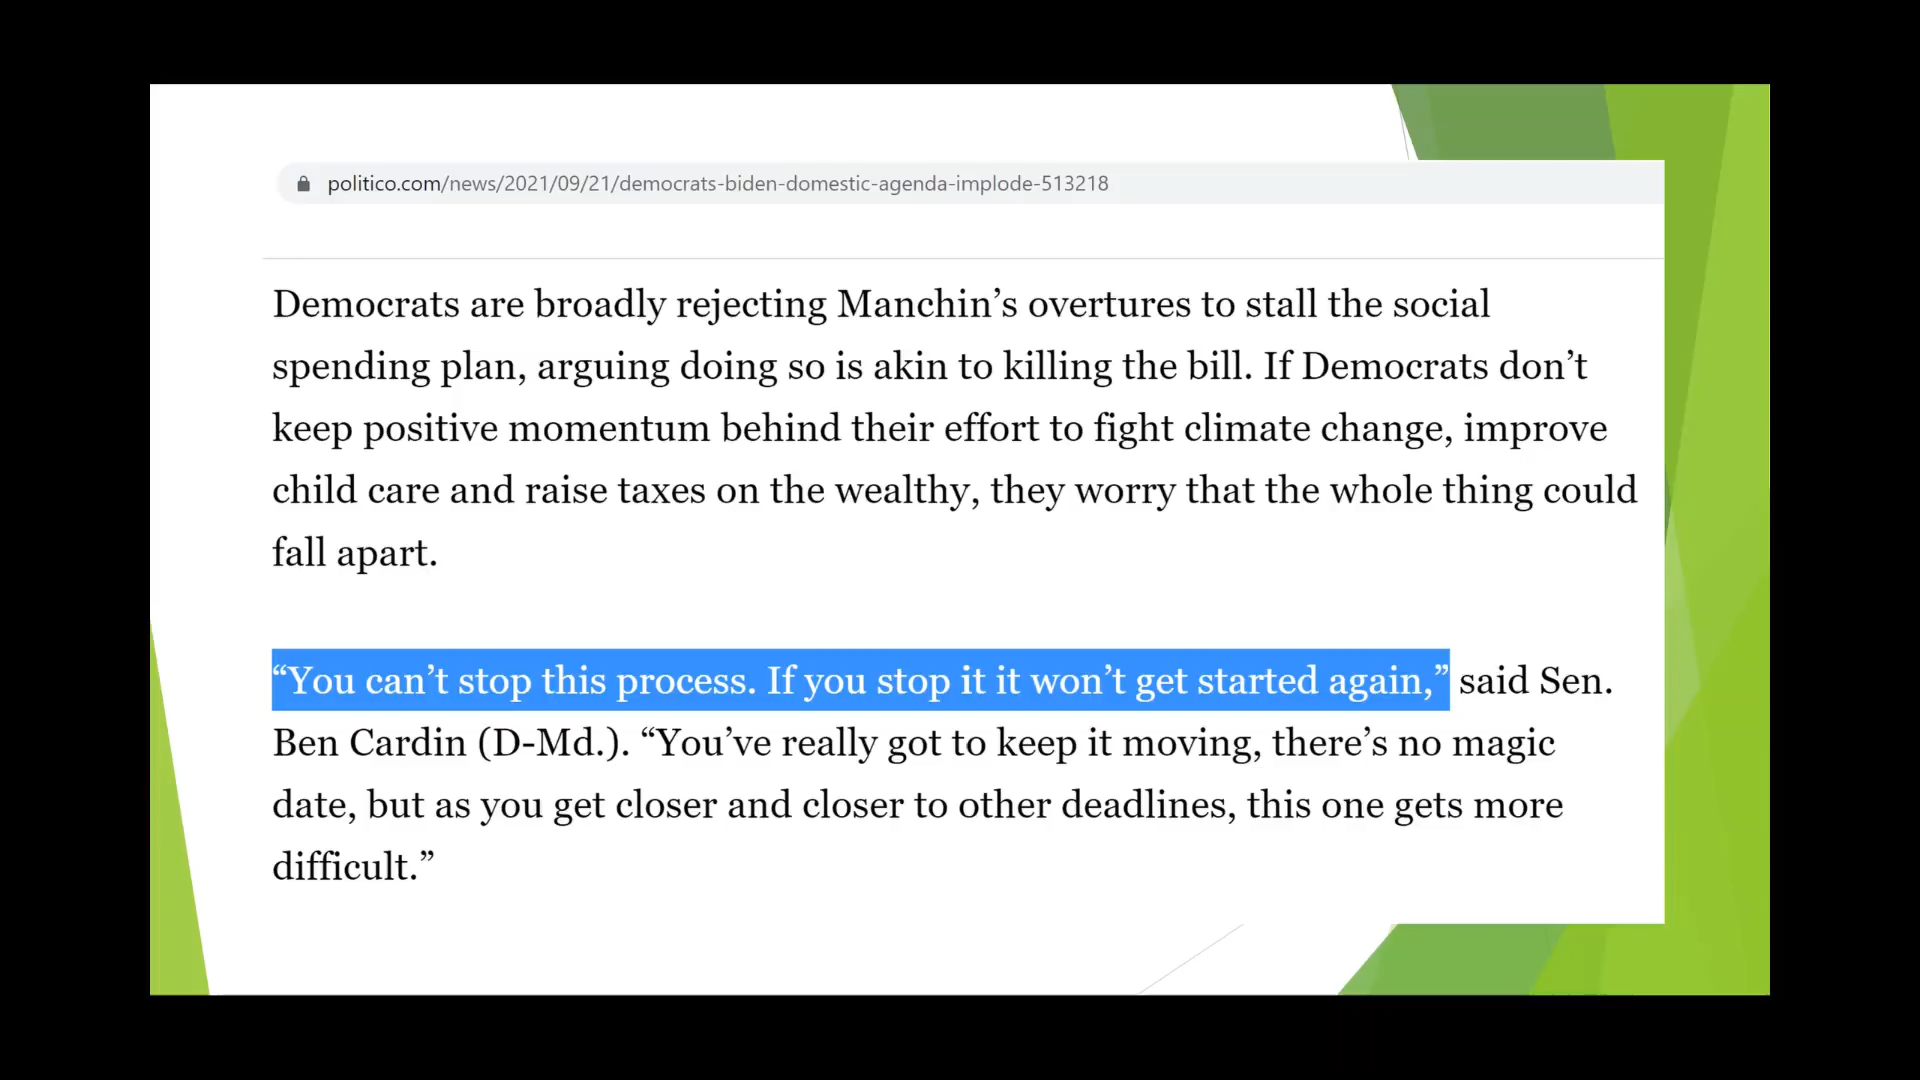 politico.com/news/2021/09/21/democrats-biden-domestic-agenda-implode-513218
Democrats are broadly rejecting Manchin’s overtures to stall the social
spending plan, arguing doing so is akin to killing the bill. If Democrats don’t
keep positive momentum behind their effort to fight climate change, improve
child care and raise taxes on the wealthy, they worry that the whole thing could
fall apart.
“You can’t stop this process. If you stop it it won’t get started again,” said Sen.
Ben Cardin (D-Md.). “You’ve really got to keep it moving, there’s no magic
date, but as you get closer and closer to other deadlines, this one gets more
difficult.”